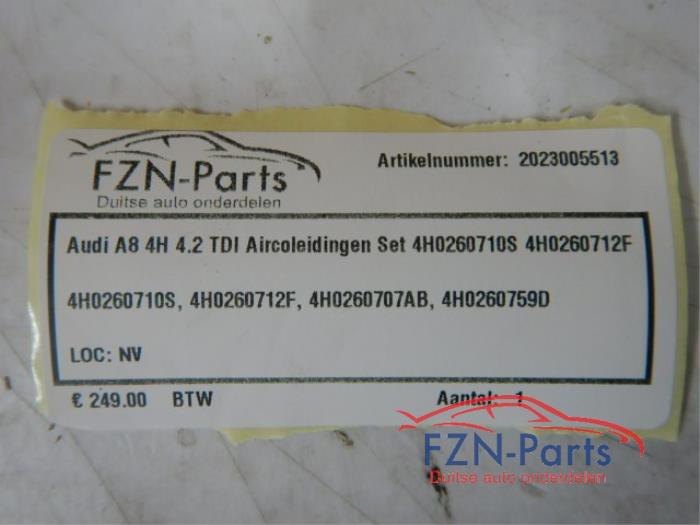 FZN-Parts
Duitse auto onderdelen
Artikelnummer: 2023005513
Audi A8 4H 4.2 TDI Aircoleidingen Set 4H0260710S 4H0260712F
4H0260710S, 4H0260712F, 4H0260707AB, 4H0260759D
LOC: NV
€ 249.00 BTW Aantal: 1
FZN-Parts
Duitse auto onderdelen